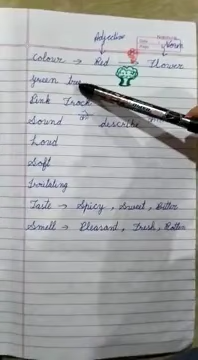 Adjective Noun
Colour → Red Flower
Green tree
Pink Frock
Sound → describe
Loud
Soft
Irritating
Taste → Spicy, Sweet, Bitter
Smell → Pleasant, Fresh, Rotten